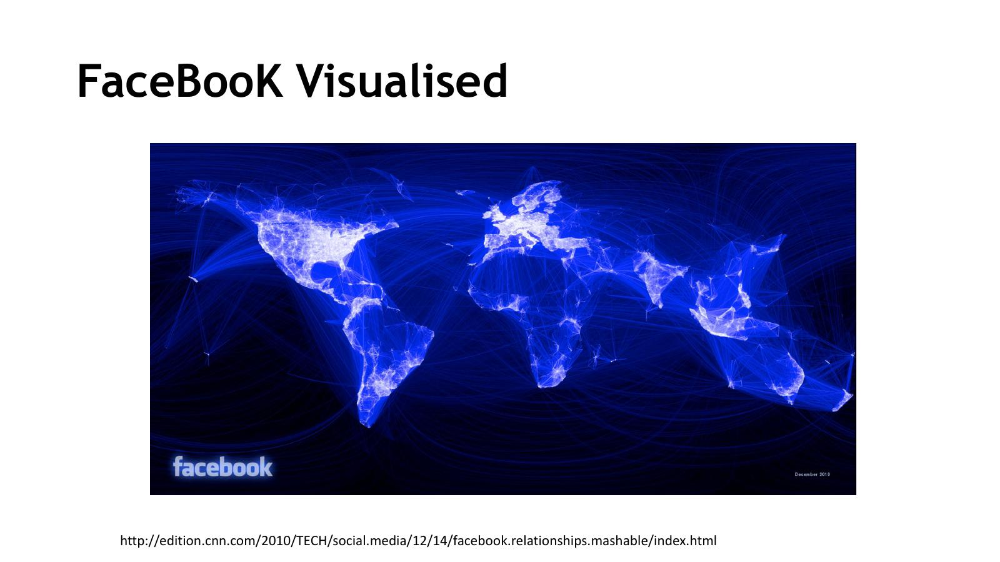 FaceBooK Visualised
facebook
December 2010
http://edition.cnn.com/2010/TECH/social.media/12/14/facebook.relationships.mashable/index.html